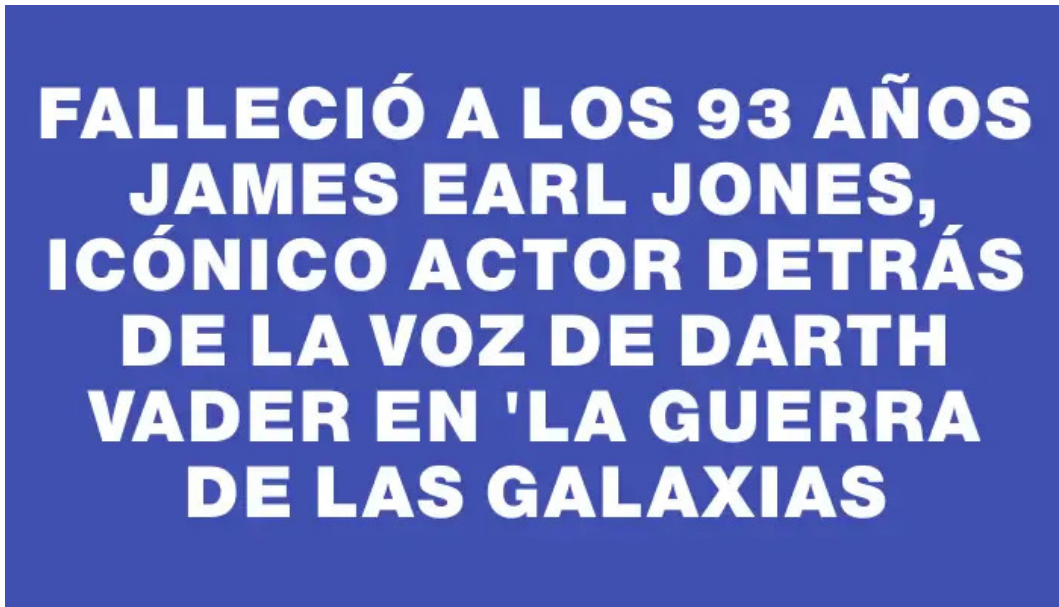 FALLECIÓ A LOS 93 AÑOS
JAMES EARL JONES,
ICÓNICO ACTOR DETRÁS
DE LA VOZ DE DARTH
VADER EN 'LA GUERRA
DE LAS GALAXIAS